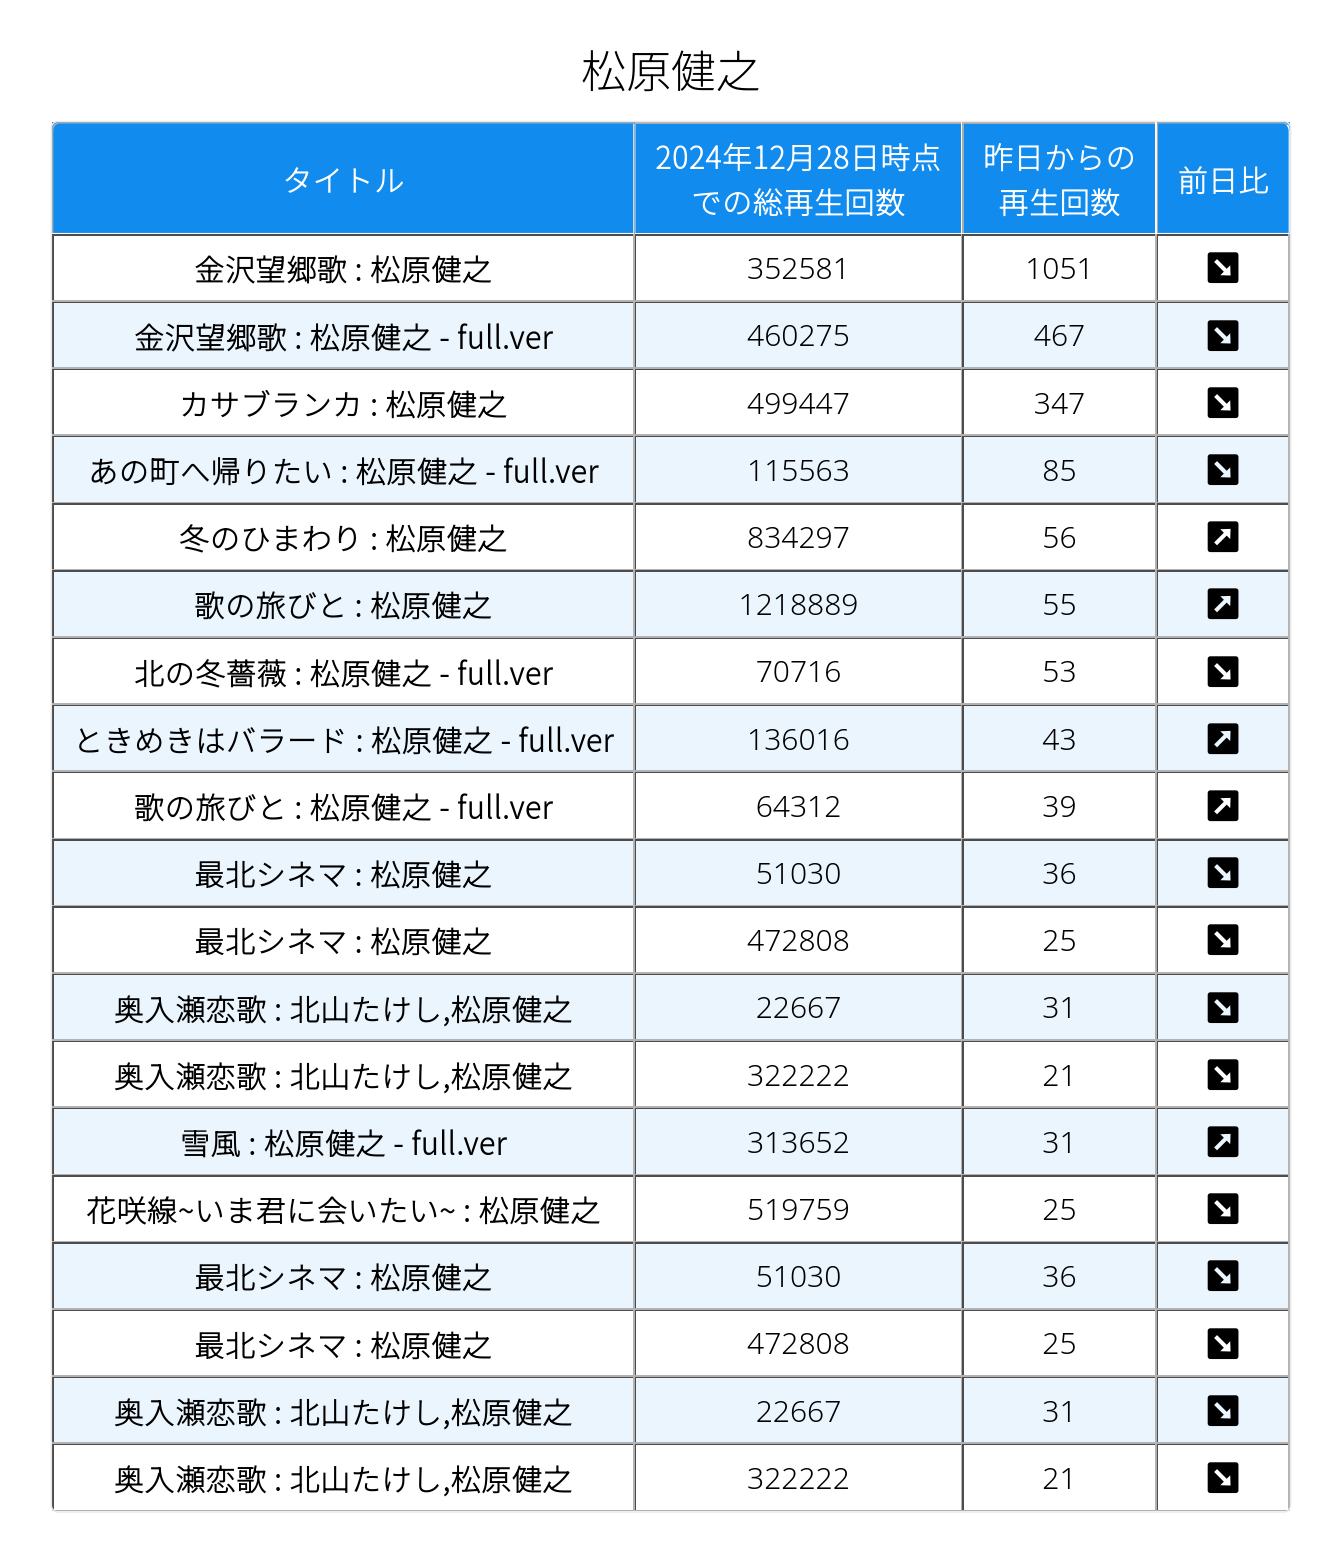 松原健之
タイトル
2024年12月28日時点
での総再生回数
昨日からの
再生回数
前日比
金沢望郷歌 : 松原健之 352581 1051 ↘
金沢望郷歌 : 松原健之 - full.ver 460275 467 ↘
カサブランカ : 松原健之 499447 347 ↘
あの町へ帰りたい : 松原健之 - full.ver 115563 85 ↘
冬のひまわり : 松原健之 834297 56 ↗
歌の旅びと : 松原健之 1218889 55 ↗
北の冬薔薇 : 松原健之 - full.ver 70716 53 ↘
ときめきはバラード : 松原健之 - full.ver 136016 43 ↗
歌の旅びと : 松原健之 - full.ver 64312 39 ↗
最北シネマ : 松原健之 51030 36 ↘
最北シネマ : 松原健之 472808 25 ↘
奥入瀬恋歌 : 北山たけし,松原健之 22667 31 ↘
奥入瀬恋歌 : 北山たけし,松原健之 322222 21 ↘
雪風 : 松原健之 - full.ver 313652 31 ↗
花咲線~いま君に会いたい~ : 松原健之 519759 25 ↘
最北シネマ : 松原健之 51030 36 ↘
最北シネマ : 松原健之 472808 25 ↘
奥入瀬恋歌 : 北山たけし,松原健之 22667 31 ↘
奥入瀬恋歌 : 北山たけし,松原健之 322222 21 ↘